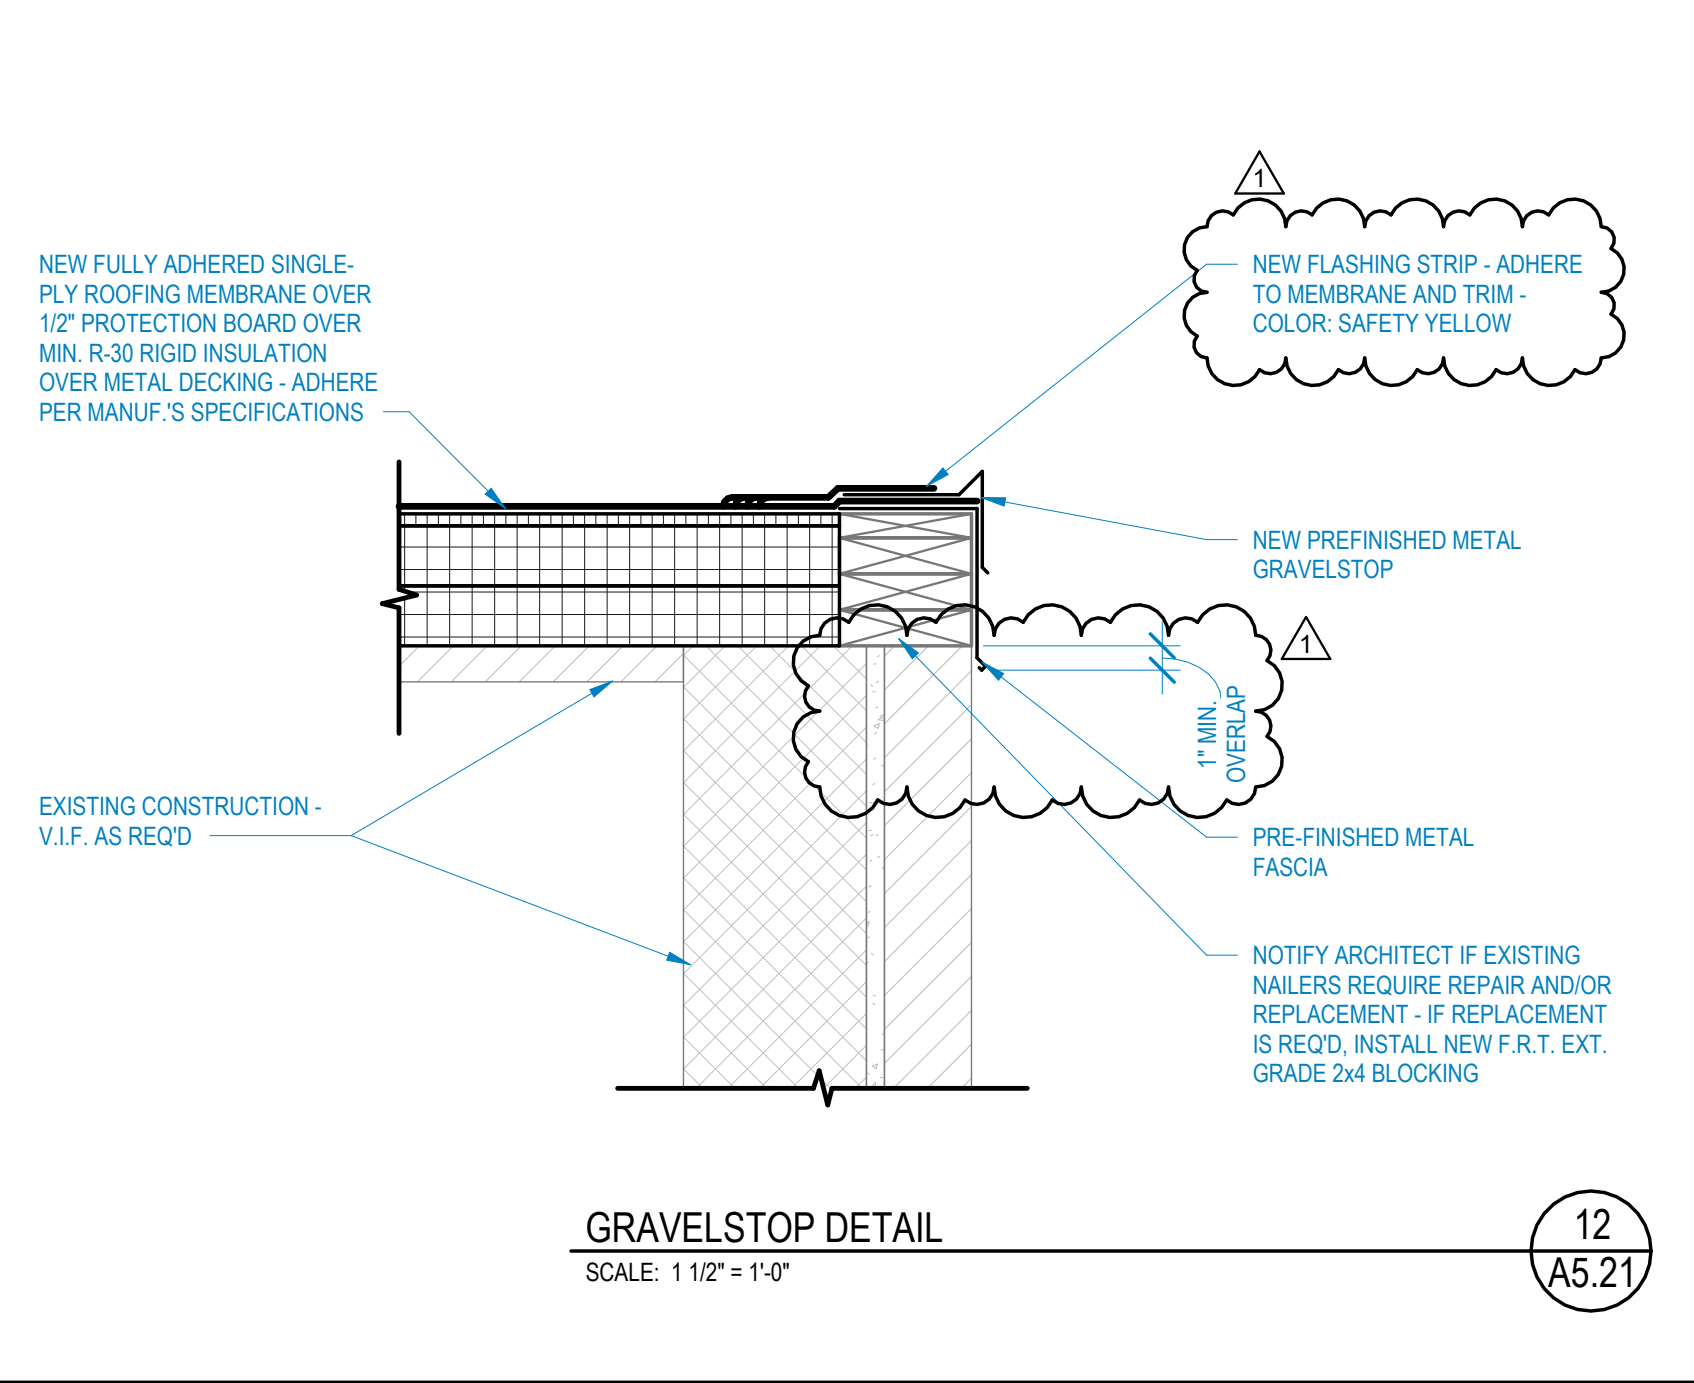 1
NEW FULLY ADHERED SINGLE-
PLY ROOFING MEMBRANE OVER
1/2" PROTECTION BOARD OVER
MIN. R-30 RIGID INSULATION
OVER METAL DECKING - ADHERE
PER MANUF.'S SPECIFICATIONS
NEW FLASHING STRIP - ADHERE
TO MEMBRANE AND TRIM -
COLOR: SAFETY YELLOW
NEW PREFINISHED METAL
GRAVELSTOP
1
1" MIN.
OVERLAP
EXISTING CONSTRUCTION -
V.I.F. AS REQ'D
PRE-FINISHED METAL
FASCIA
NOTIFY ARCHITECT IF EXISTING
NAILERS REQUIRE REPAIR AND/OR
REPLACEMENT - IF REPLACEMENT
IS REQ'D, INSTALL NEW F.R.T. EXT.
GRADE 2x4 BLOCKING
GRAVELSTOP DETAIL
SCALE: 1 1/2" = 1'-0"
12
A5.21